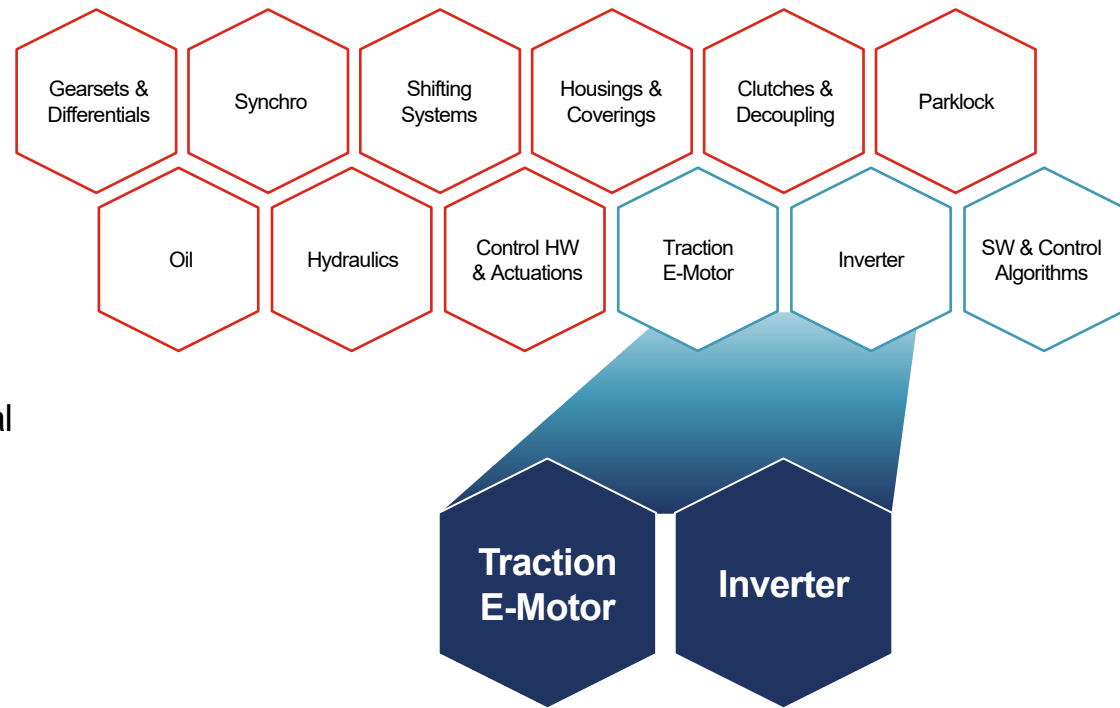 Gearsets &
Differentials
Synchro
Shifting
Systems
Housings &
Coverings
Clutches &
Decoupling
Parklock
Oil
Hydraulics
Control HW
& Actuations
Traction
E-Motor
Inverter
SW & Control
Algorithms
al
Traction
E-Motor
Inverter